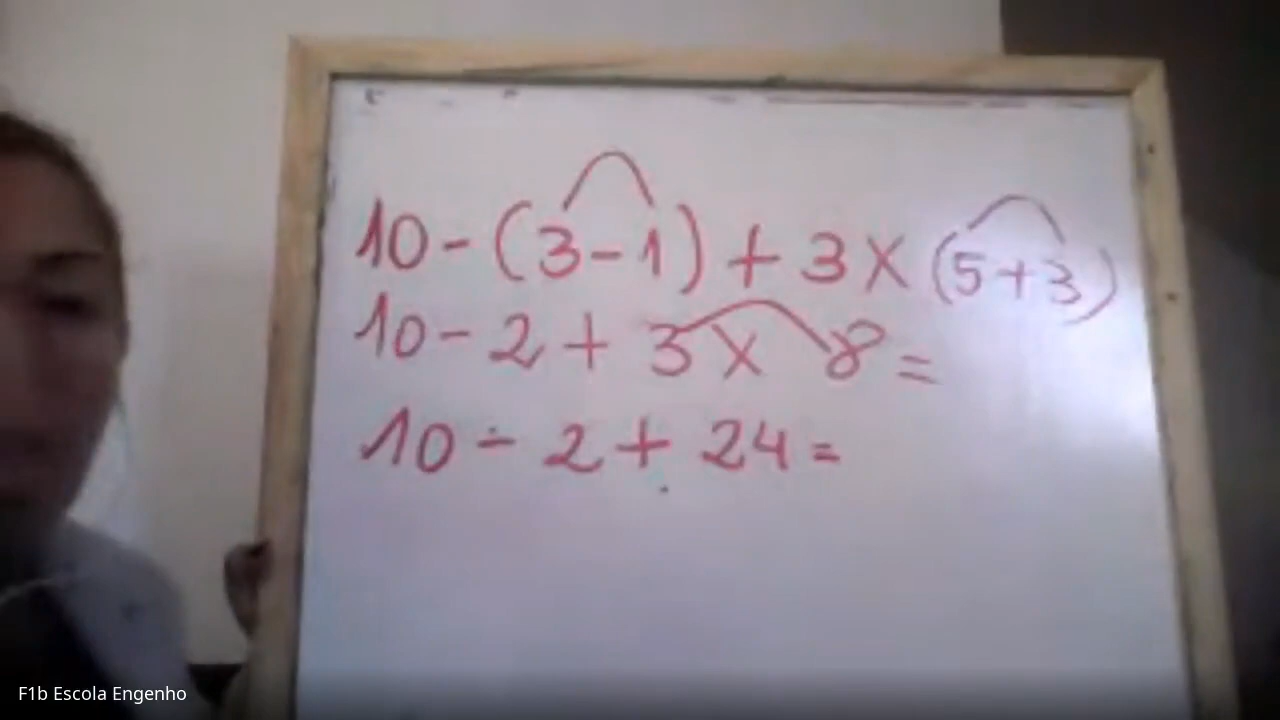 10 - (3 - 1) + 3 X (5 + 3)
10 - 2 + 3 X 8 =
10 - 2 + 24 =
F1b Escola Engenho